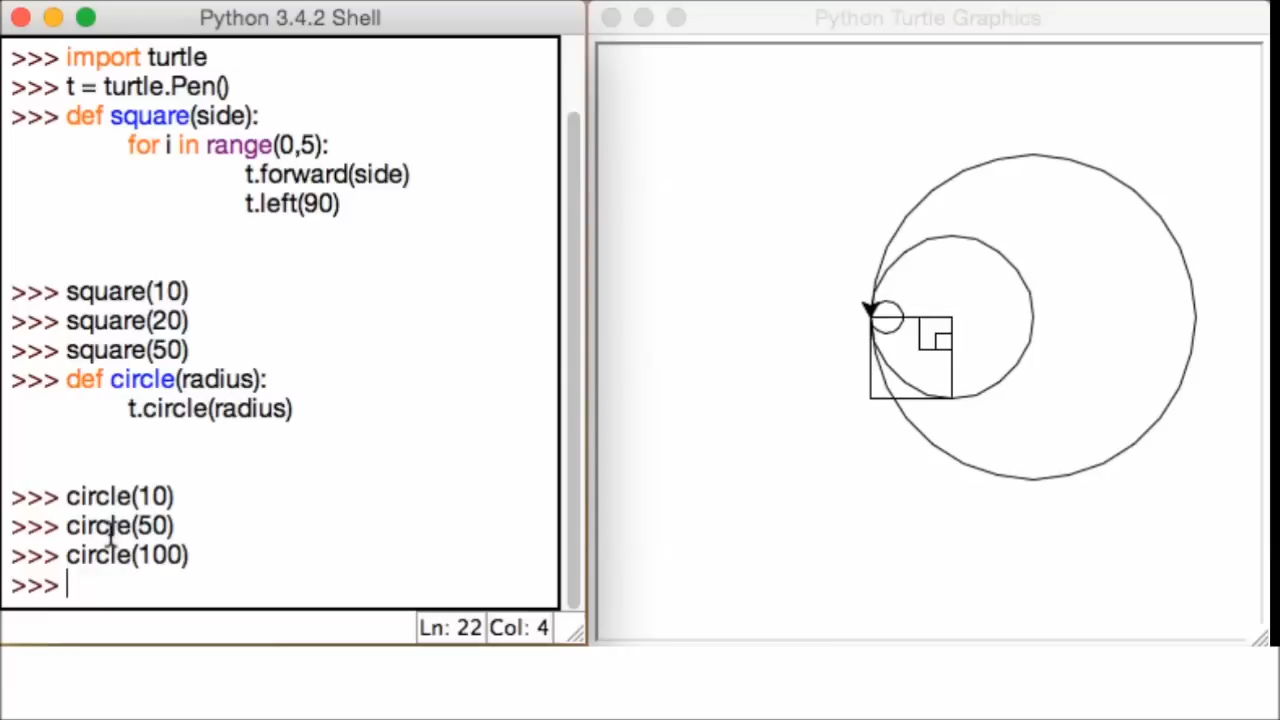 Python 3.4.2 Shell
>>> import turtle
>>> t = turtle.Pen()
>>> def square(side):
for i in range(0,5):
t.forward(side)
t.left(90)
>>> square(10)
>>> square(20)
>>> square(50)
>>> def circle(radius):
t.circle(radius)
>>> circle(10)
>>> circle(50)
>>> circle(100)
>>>
Ln: 22 Col: 4
Python Turtle Graphics